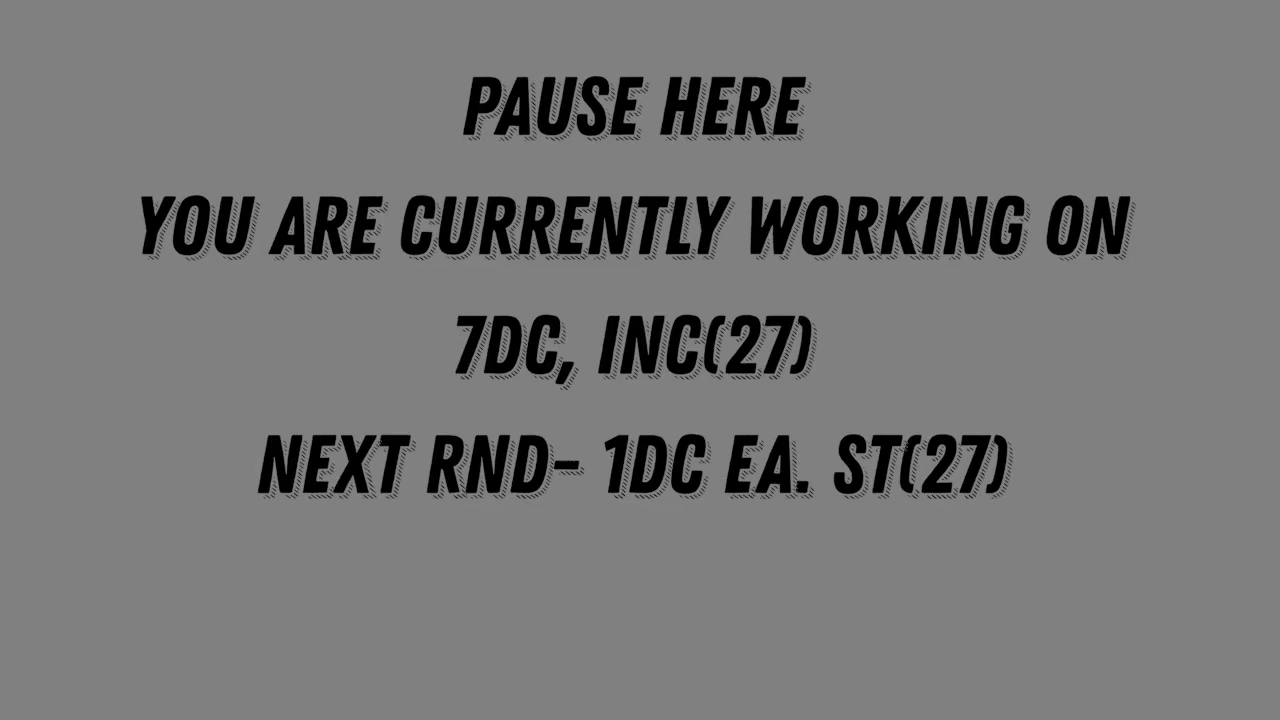 PAUSE HERE
YOU ARE CURRENTLY WORKING ON
7DC, INC(27)
NEXT RND- 1DC EA. ST(27)